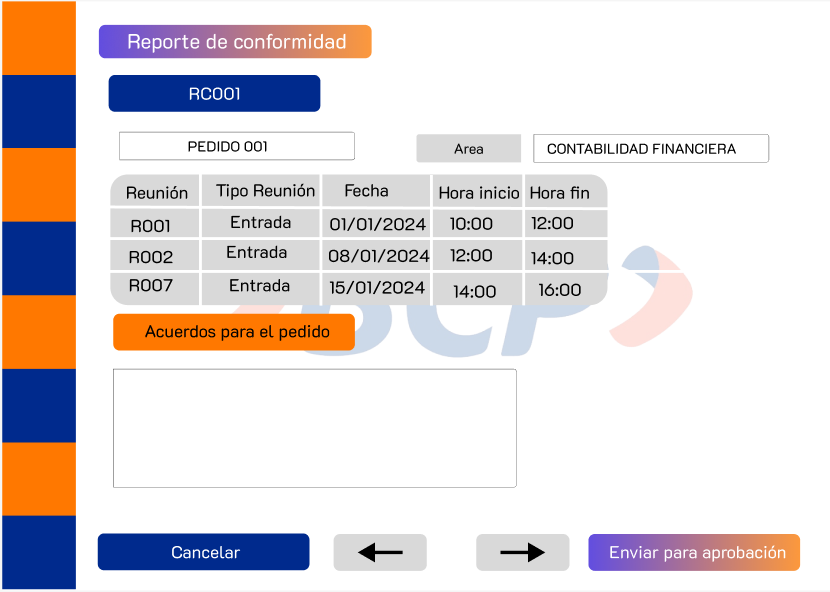 Reporte de conformidad
RC001
PEDIDO 001 Area CONTABILIDAD FINANCIERA
Reunión Tipo Reunión Fecha Hora inicio Hora fin
R001 Entrada 01/01/2024 10:00 12:00
R002 Entrada 08/01/2024 12:00 14:00
R007 Entrada 15/01/2024 14:00 16:00
BCP
Acuerdos para el pedido
Cancelar Enviar para aprobación